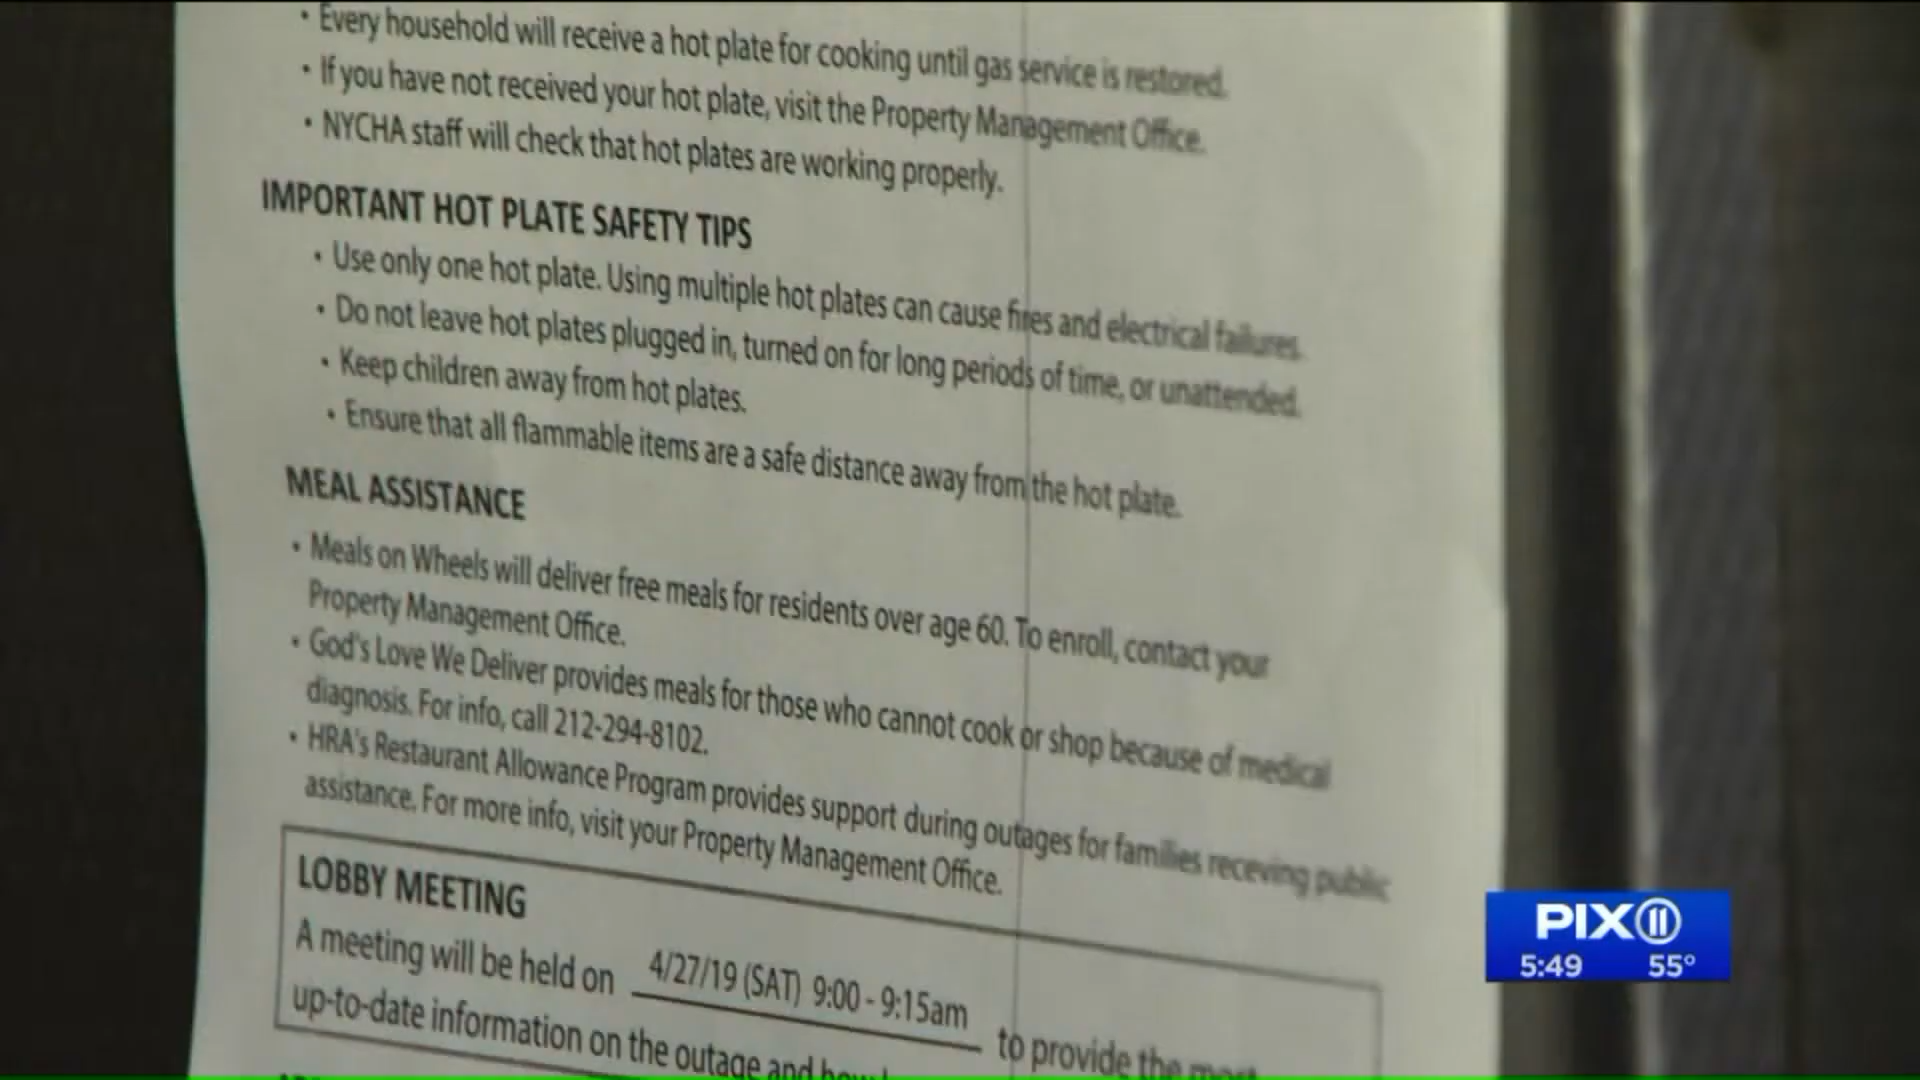 • Every household will receive a hot plate for cooking until gas service is restored.
• If you have not received your hot plate, visit the Property Management Office.
• NYCHA staff will check that hot plates are working properly.
IMPORTANT HOT PLATE SAFETY TIPS
• Use only one hot plate. Using multiple hot plates can cause fires and electrical failures.
• Do not leave hot plates plugged in, turned on for long periods of time, or unattended.
• Keep children away from hot plates.
• Ensure that all flammable items are a safe distance away from the hot plate.
MEAL ASSISTANCE
• Meals on Wheels will deliver free meals for residents over age 60. To enroll, contact your
Property Management Office.
• God's Love We Deliver provides meals for those who cannot cook or shop because of medical
diagnosis. For info, call 212-294-8102.
• HRA's Restaurant Allowance Program provides support during outages for families receving public
assistance. For more info, visit your Property Management Office.
LOBBY MEETING
A meeting will be held on 4/27/19 (SAT) 9:00 - 9:15am to provide the most
up-to-date information on the outage and
PIX 11
5:49 55°